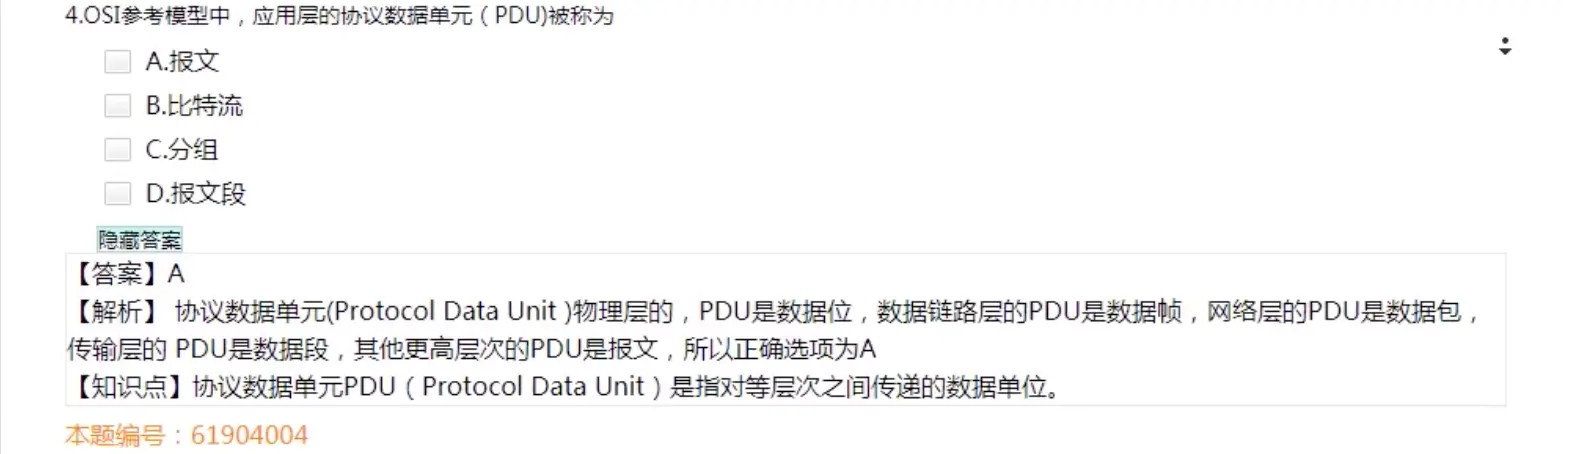 4.OSI参考模型中，应用层的协议数据单元（PDU)被称为
A.报文
B.比特流
C.分组
D.报文段
隐藏答案
【答案】A
【解析】 协议数据单元(Protocol Data Unit )物理层的，PDU是数据位，数据链路层的PDU是数据帧，网络层的PDU是数据包，
传输层的 PDU是数据段，其他更高层次的PDU是报文，所以正确选项为A
【知识点】协议数据单元PDU（Protocol Data Unit）是指对等层次之间传递的数据单位。
本题编号：61904004